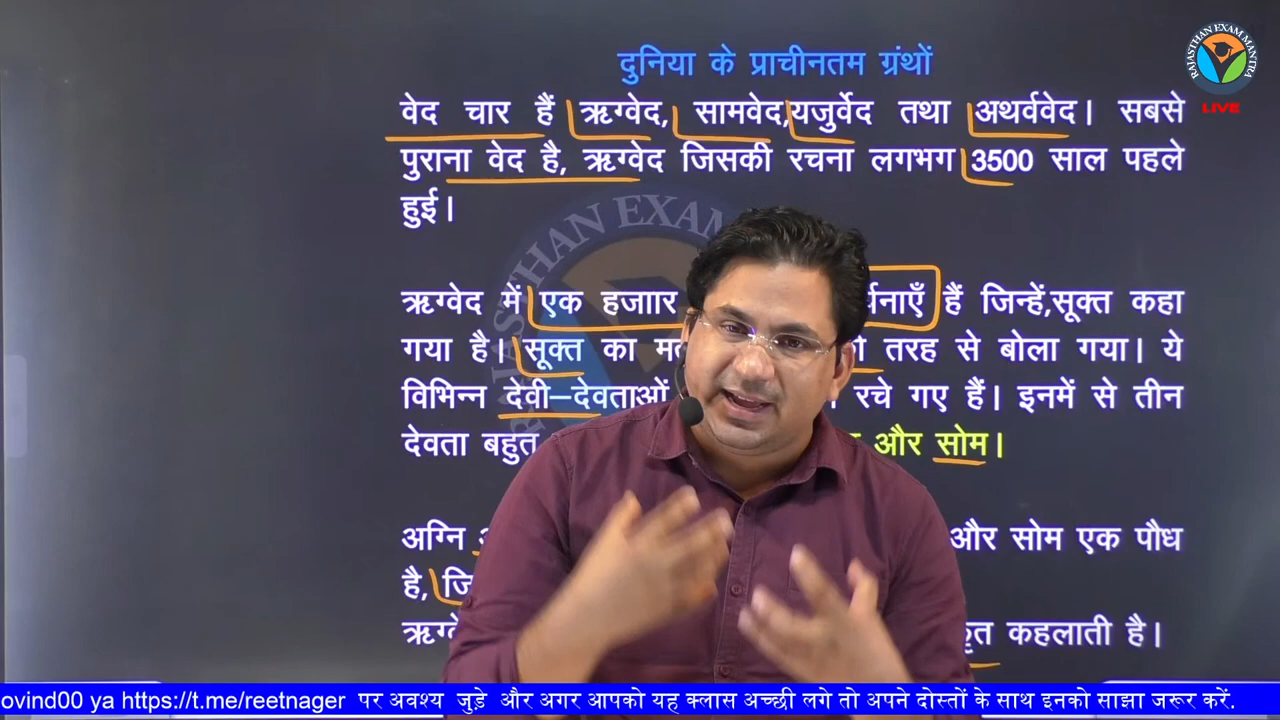 दुनिया के प्राचीनतम ग्रंथों
वेद चार हैं ऋग्वेद, सामवेद,यजुर्वेद तथा अथर्ववेद। सबसे
पुराना वेद है, ऋग्वेद जिसकी रचना लगभग 3500 साल पहले
हुई।
ऋग्वेद में एक हजाार हैं जिन्हें,सूक्त कहा
गया है। सूक्त का तरह से बोला गया। ये
विभिन्न देवी–देवताओं रचे गए हैं। इनमें से तीन
देवता बहुत और सोम।
अग्नि और सोम एक पौध
है,
कहलाती है।
RAJASTHAN EXAM MANTRA
LIVE
RAJASTHAN EXAM
ovind00 ya https://t.me/reetnager पर अवश्य जुड़े और अगर आपको यह क्लास अच्छी लगे तो अपने दोस्तों के साथ इनको साझा जरूर करें.